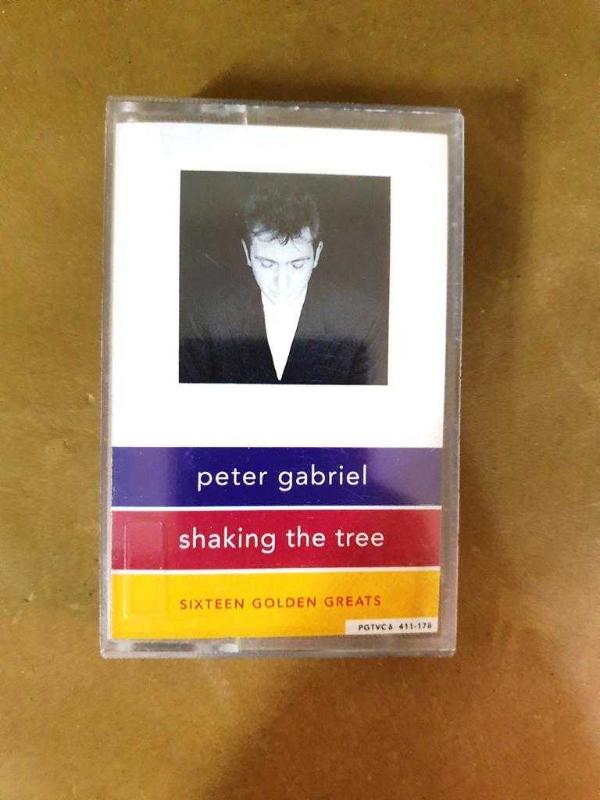 peter gabriel
shaking the tree
SIXTEEN GOLDEN GREATS
PGTVC6 411-178